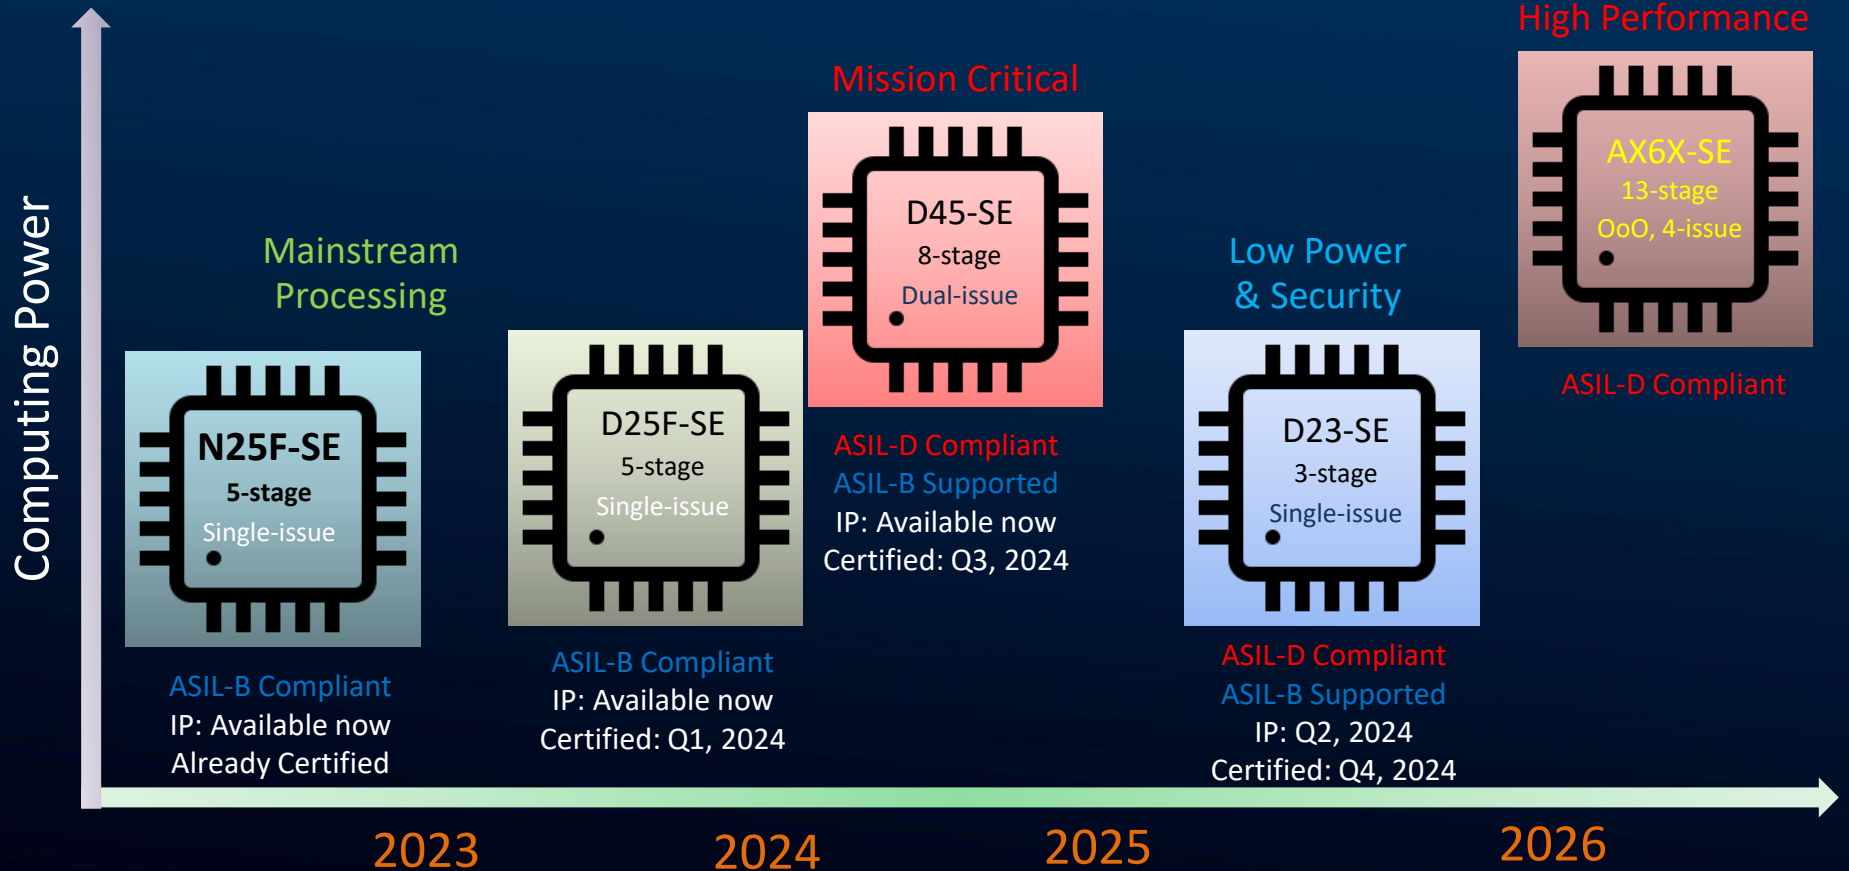 Computing Power
Mainstream
Processing
N25F-SE
5-stage
Single-issue
ASIL-B Compliant
IP: Available now
Already Certified
D25F-SE
5-stage
Single-issue
ASIL-B Compliant
IP: Available now
Certified: Q1, 2024
Mission Critical
D45-SE
8-stage
Dual-issue
ASIL-D Compliant
ASIL-B Supported
IP: Available now
Certified: Q3, 2024
Low Power
& Security
D23-SE
3-stage
Single-issue
ASIL-D Compliant
ASIL-B Supported
IP: Q2, 2024
Certified: Q4, 2024
High Performance
AX6X-SE
13-stage
OoO, 4-issue
ASIL-D Compliant
2023
2024
2025
2026